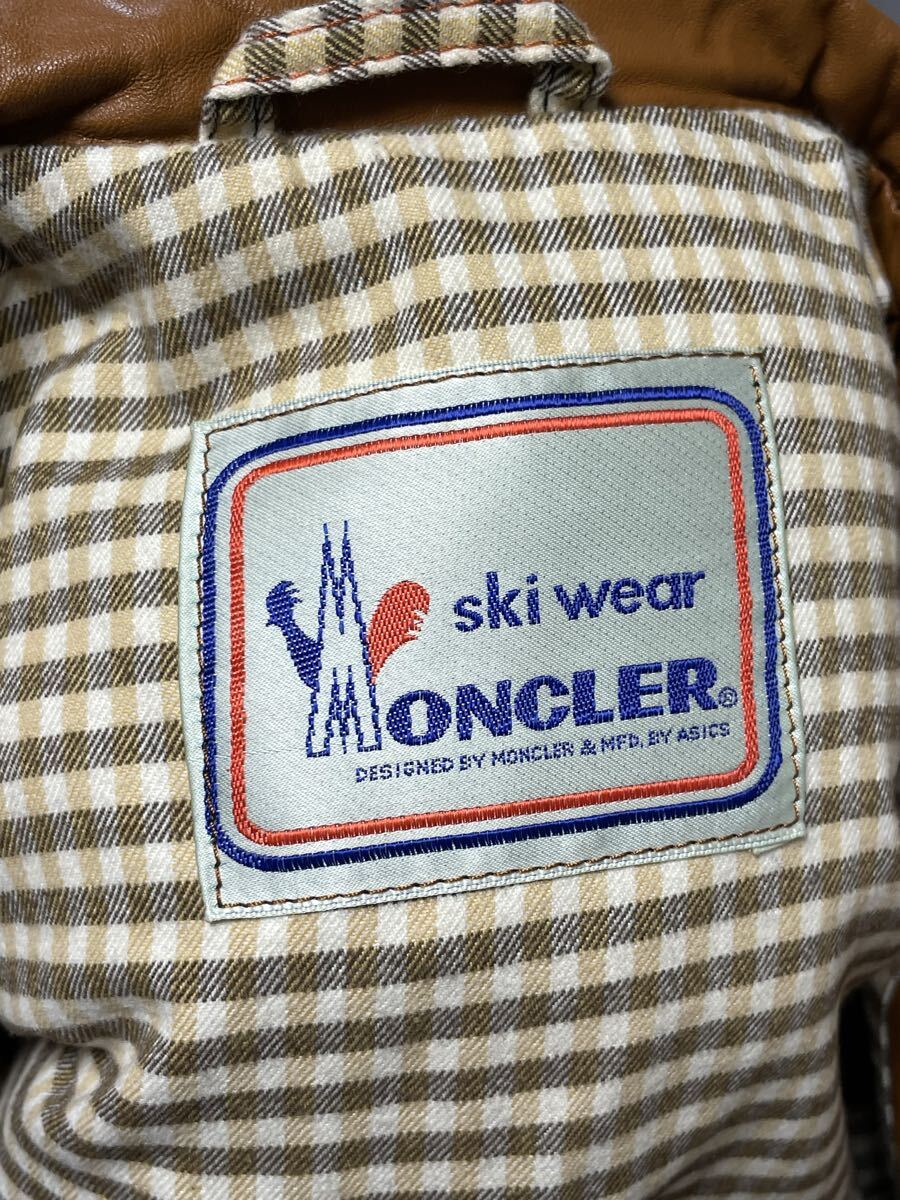 ski wear
MONCLER®
DESIGNED BY MONCLER & MFD. BY ASICS